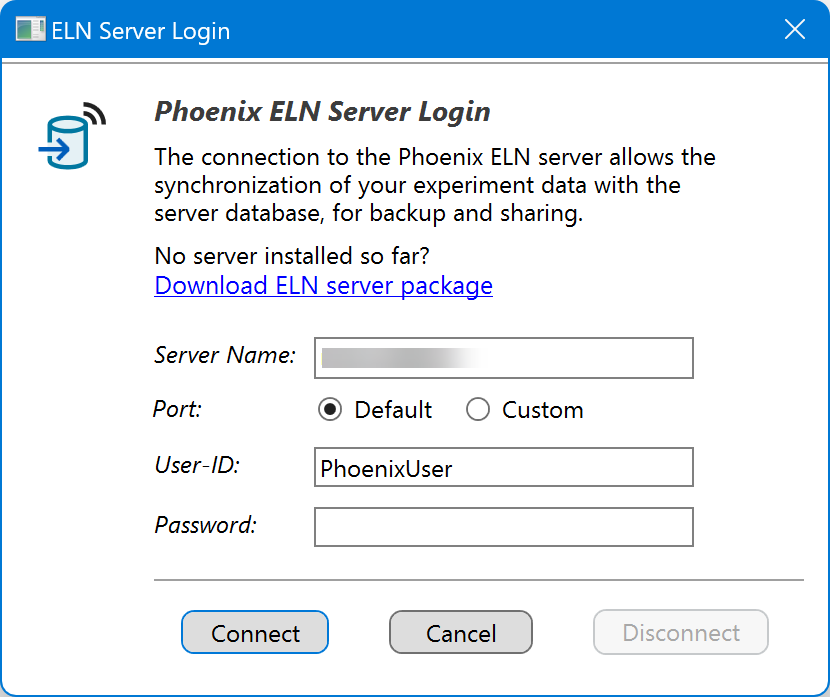 ELN Server Login
Phoenix ELN Server Login
The connection to the Phoenix ELN server allows the
synchronization of your experiment data with the
server database, for backup and sharing.
No server installed so far?
Download ELN server package
Server Name:
Port: Default Custom
User-ID: PhoenixUser
Password:
Connect Cancel Disconnect